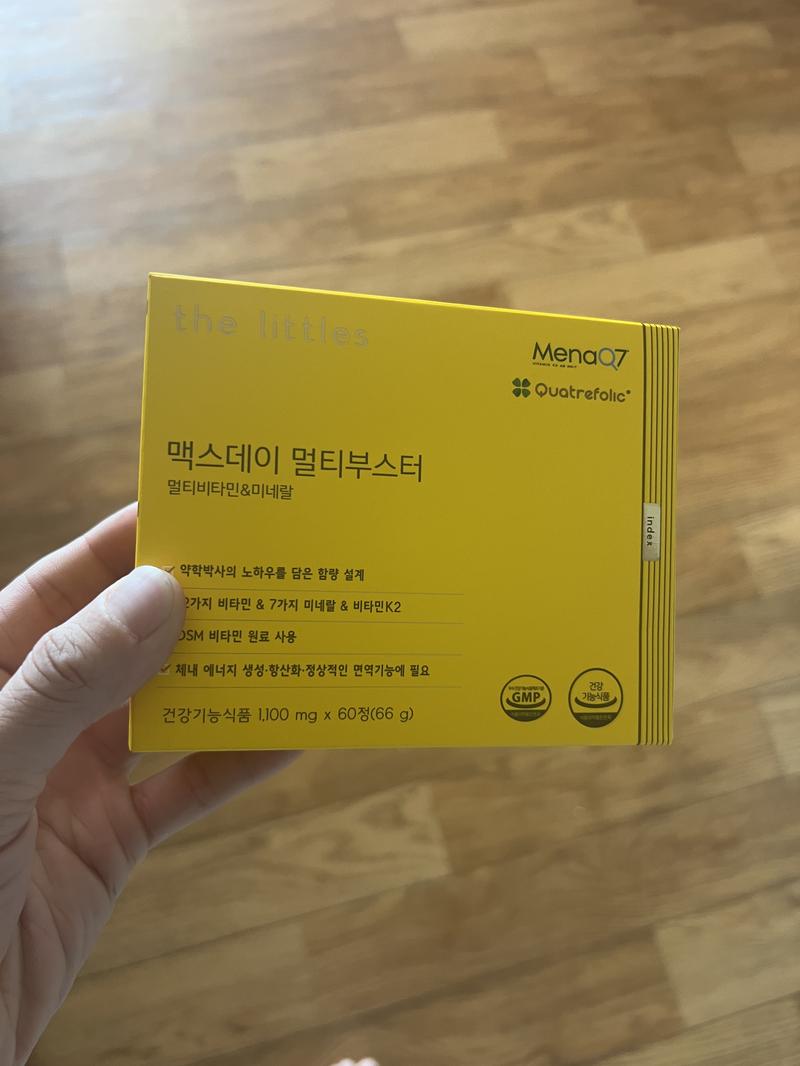 the littles
MenaQ7
Quatrefolic®
맥스데이 멀티부스터
멀티비타민&미네랄
index
약학박사의 노하우를 담은 함량 설계
2가지 비타민 & 7가지 미네랄 & 비타민K2
DSM 비타민 원료 사용
체내 에너지 생성·항산화·정상적인 면역기능에 필요
건강기능식품 1,100 mg x 60정(66 g)
GMP
건강
기능식품